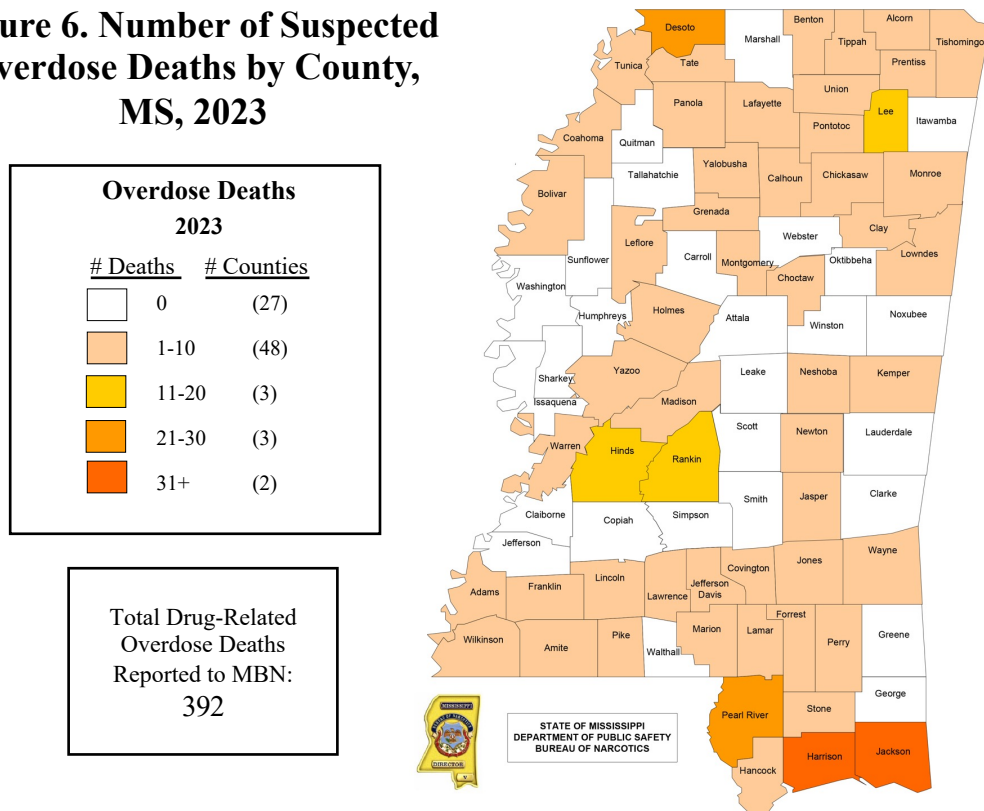 ure 6. Number of Suspected
verdose Deaths by County,
MS, 2023
Overdose Deaths
2023
# Deaths # Counties
0 (27)
1-10 (48)
11-20 (3)
21-30 (3)
31+ (2)
Total Drug-Related
Overdose Deaths
Reported to MBN:
392
Desoto
Marshall
Benton
Alcorn
Tippah
Tishomingo
Tunica
Tate
Prentiss
Union
Panola
Lafayette
Lee
Itawamba
Pontotoc
Coahoma
Quitman
Yalobusha
Tallahatchie
Calhoun
Chickasaw
Monroe
Bolivar
Grenada
Clay
Webster
Leflore
Lowndes
Sunflower
Carroll
Montgomery
Oktibbeha
Choctaw
Washington
Humphreys
Holmes
Attala
Winston
Noxubee
Yazoo
Leake
Neshoba
Kemper
Sharkey
Issaquena
Madison
Scott
Newton
Lauderdale
Warren
Hinds
Rankin
Smith
Jasper
Clarke
Claiborne
Copiah
Simpson
Jefferson
Covington
Jones
Wayne
Adams
Franklin
Lincoln
Lawrence
Jefferson
Davis
Forrest
Wilkinson
Amite
Pike
Walthall
Marion
Lamar
Perry
Greene
George
Pearl River
Stone
Hancock
Harrison
Jackson
MISSISSIPPI
BUREAU OF NARCOTICS
DIRECTOR
STATE OF MISSISSIPPI
DEPARTMENT OF PUBLIC SAFETY
BUREAU OF NARCOTICS